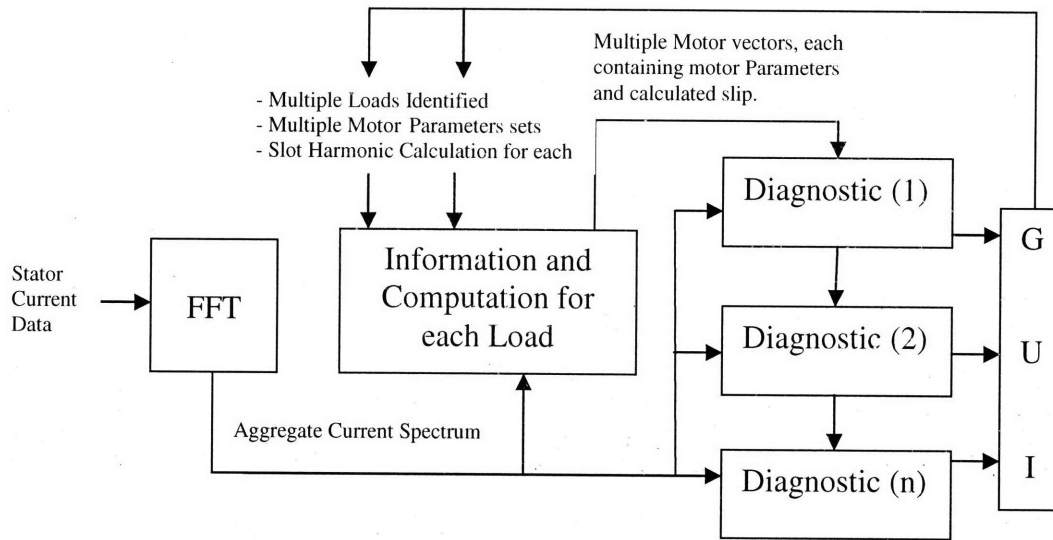 Multiple Motor vectors, each
containing motor Parameters
and calculated slip.
- Multiple Loads Identified
- Multiple Motor Parameters sets
- Slot Harmonic Calculation for each
Stator
Current
Data
FFT
Information and
Computation for
each Load
Aggregate Current Spectrum
Diagnostic (1)
Diagnostic (2)
Diagnostic (n)
G
U
I